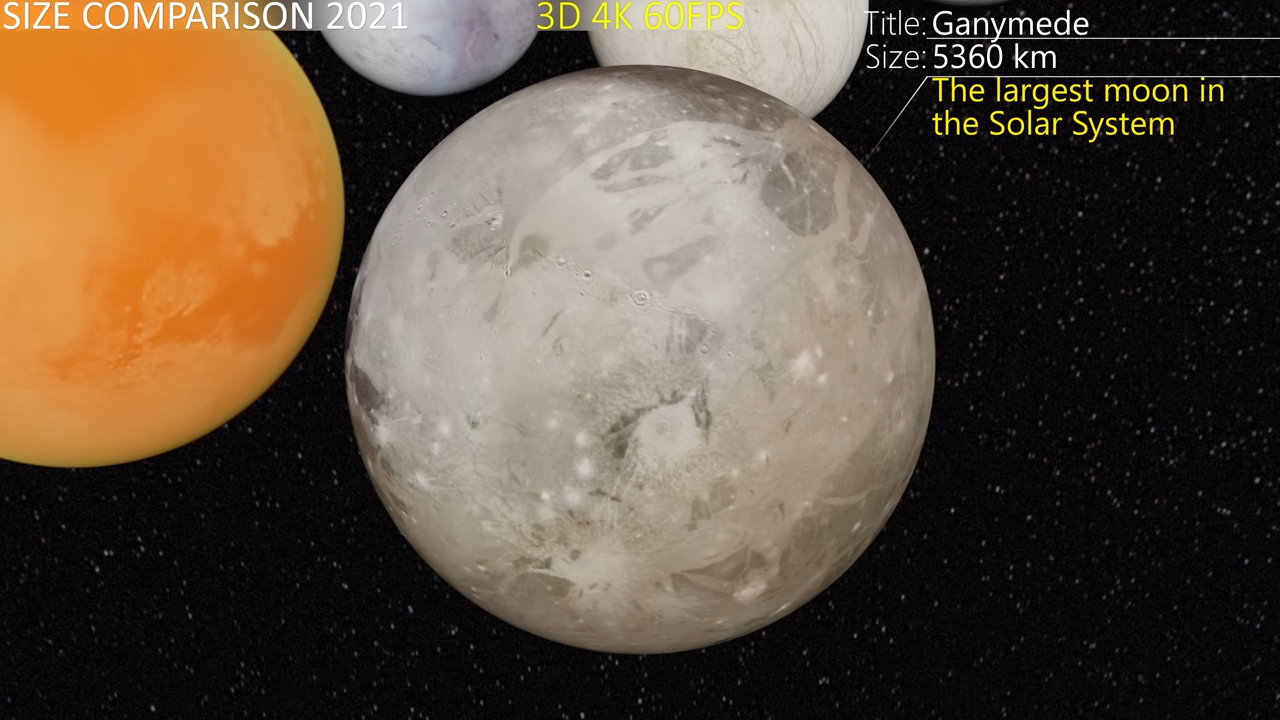 SIZE COMPARISON 2021
3D 4K 60FPS
Title: Ganymede
Size: 5360 km
The largest moon in
the Solar System